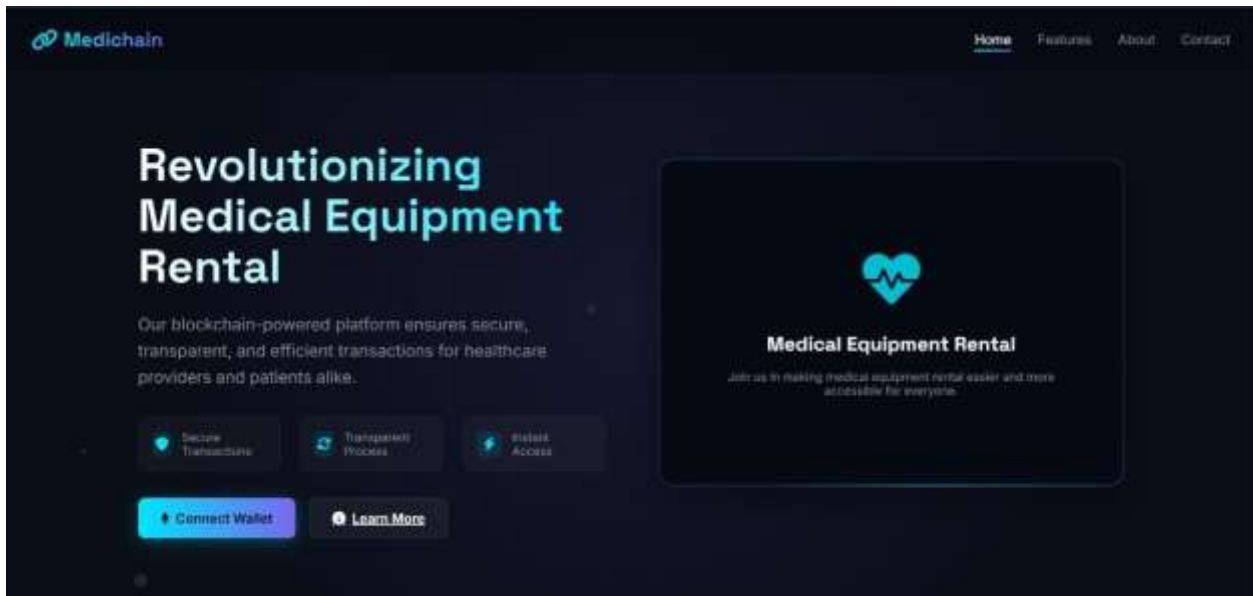 Medichain
Home Features About Contact
Revolutionizing
Medical Equipment
Rental
Our blockchain-powered platform ensures secure,
transparent, and efficient transactions for healthcare
providers and patients alike.
Secure
Transactions
Transparent
Process
Instant
Access
Connect Wallet
Learn More
Medical Equipment Rental
Join us in making medical equipment rental easier and more
accessible for everyone.